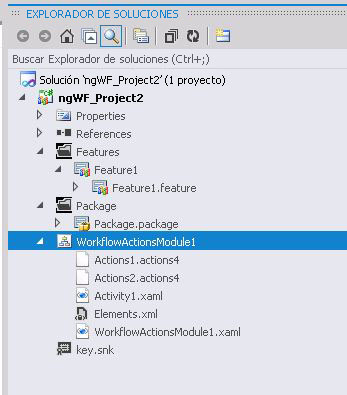 EXPLORADOR DE SOLUCIONES
Buscar Explorador de soluciones (Ctrl+;)
Solución 'ngWF_Project2' (1 proyecto)
ngWF_Project2
Properties
References
Features
Feature1
Feature1.feature
Package
Package.package
WorkflowActionsModule1
Actions1.actions4
Actions2.actions4
Activity1.xaml
Elements.xml
WorkflowActionsModule1.xaml
key.snk